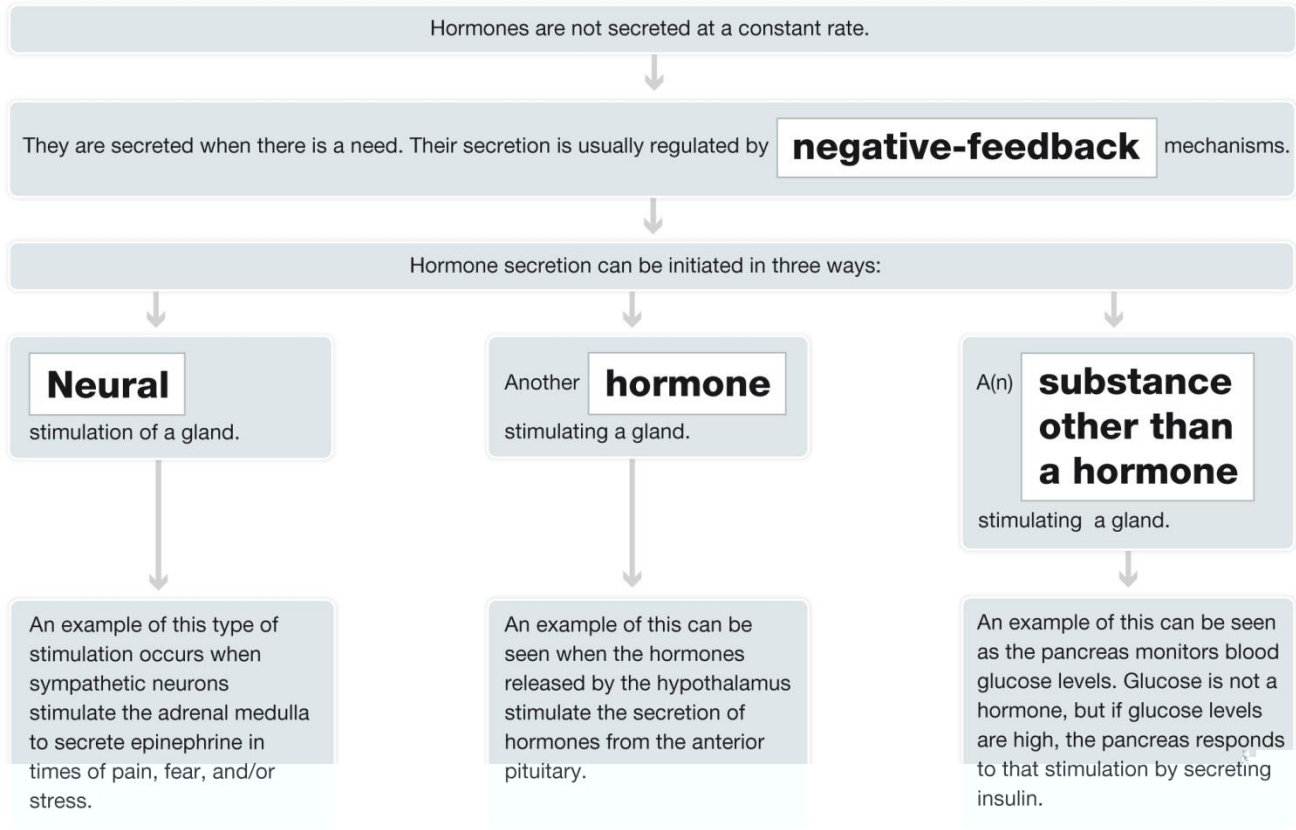 Hormones are not secreted at a constant rate.
They are secreted when there is a need. Their secretion is usually regulated by negative-feedback mechanisms.
Hormone secretion can be initiated in three ways:
Neural
stimulation of a gland.
Another hormone
stimulating a gland.
A(n) substance
other than
a hormone
stimulating a gland.
An example of this type of
stimulation occurs when
sympathetic neurons
stimulate the adrenal medulla
to secrete epinephrine in
times of pain, fear, and/or
stress.
An example of this can be
seen when the hormones
released by the hypothalamus
stimulate the secretion of
hormones from the anterior
pituitary.
An example of this can be seen
as the pancreas monitors blood
glucose levels. Glucose is not a
hormone, but if glucose levels
are high, the pancreas responds
to that stimulation by secreting
insulin.